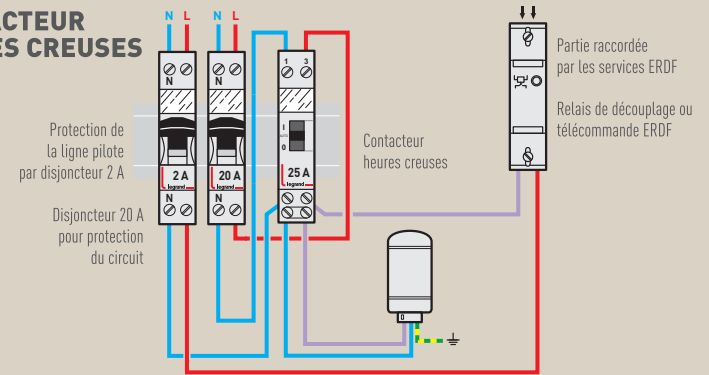 ACTEUR
ES CREUSES
N L N L
Partie raccordée
par les services ERDF
Relais de découplage ou
télécommande ERDF
1 3
N N
I
AUTO
0
Protection de
la ligne pilote
par disjoncteur 2 A
Contacteur
heures creuses
2 A 20 A 25 A
legrand legrand legrand
N N
Disjoncteur 20 A
pour protection
du circuit